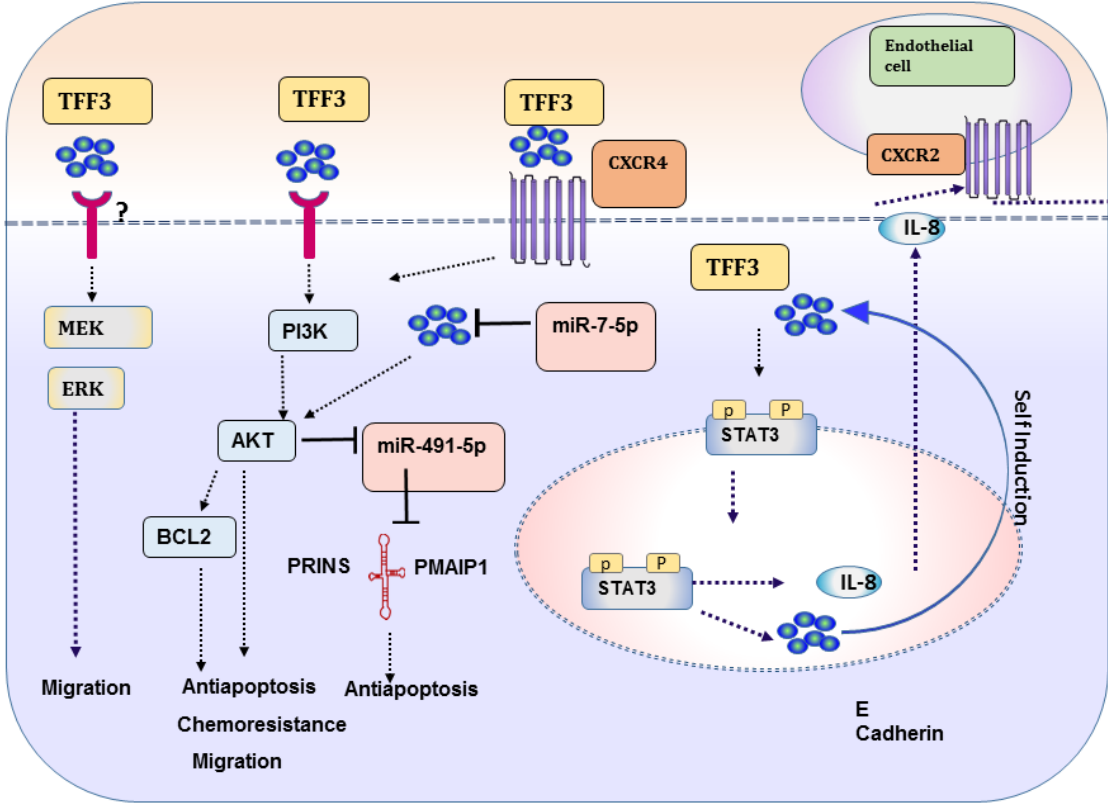 Endothelial
cell
TFF3
TFF3
TFF3
CXCR4
CXCR2
?
IL-8
TFF3
MEK
PI3K
miR-7-5p
ERK
p
P
STAT3
AKT
miR-491-5p
Self Induction
BCL2
PRINS
PMAIP1
p
P
STAT3
IL-8
Migration
Antiapoptosis
Chemoresistance
Migration
Antiapoptosis
E
Cadherin